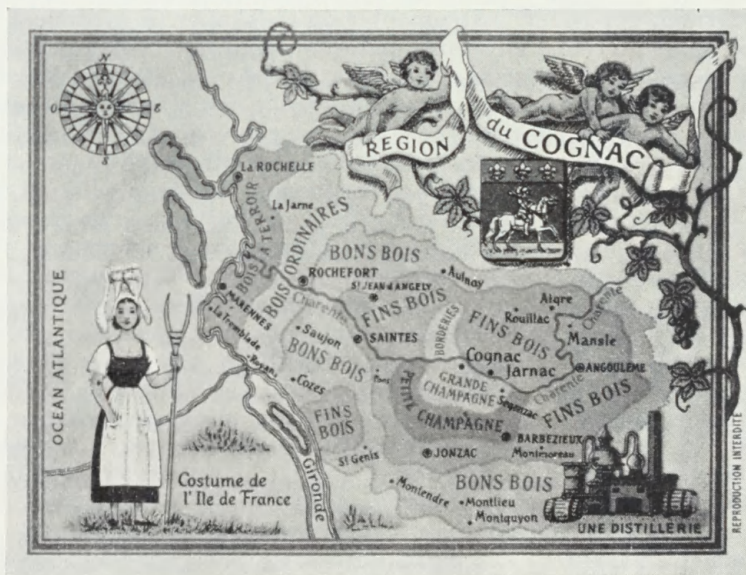 N
O
E
S
REGION
du COGNAC
La ROCHELLE
La Jarne
BOIS A TERROIR
BOIS ORDINAIRES
BONS BOIS
ROCHEFORT
St JEAN d'ANGELY
Aulnay
FINS BOIS
Charente
MARENNES
La Tremblade
Royan
Saujon
SAINTES
BONS BOIS
Cozes
Pons
BORDERIES
FINS BOIS
Rouillac
Aigre
Charente
Mansle
Cognac
Jarnac
ANGOULÊME
Charente
GRANDE
CHAMPAGNE
Segonzac
PETITE
CHAMPAGNE
FINS BOIS
FINS
BOIS
BARBEZIEUX
Montmoreau
St Genis
JONZAC
BONS BOIS
Montendre
Montlieu
Montguyon
Gironde
OCEAN ATLANTIQUE
Costume de
l'Ile de France
UNE DISTILLERIE
REPRODUCTION INTERDITE